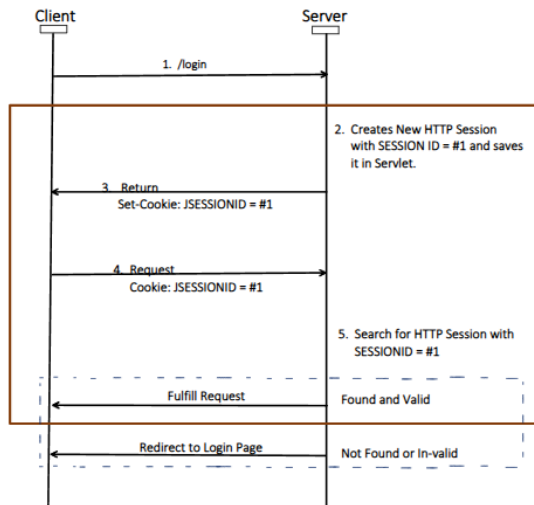 Client
Server
1. /login
2. Creates New HTTP Session
with SESSION ID = #1 and saves
it in Servlet.
3. Return
Set-Cookie: JSESSIONID = #1
4. Request
Cookie: JSESSIONID = #1
5. Search for HTTP Session with
SESSIONID = #1
Fulfill Request
Found and Valid
Redirect to Login Page
Not Found or In-valid